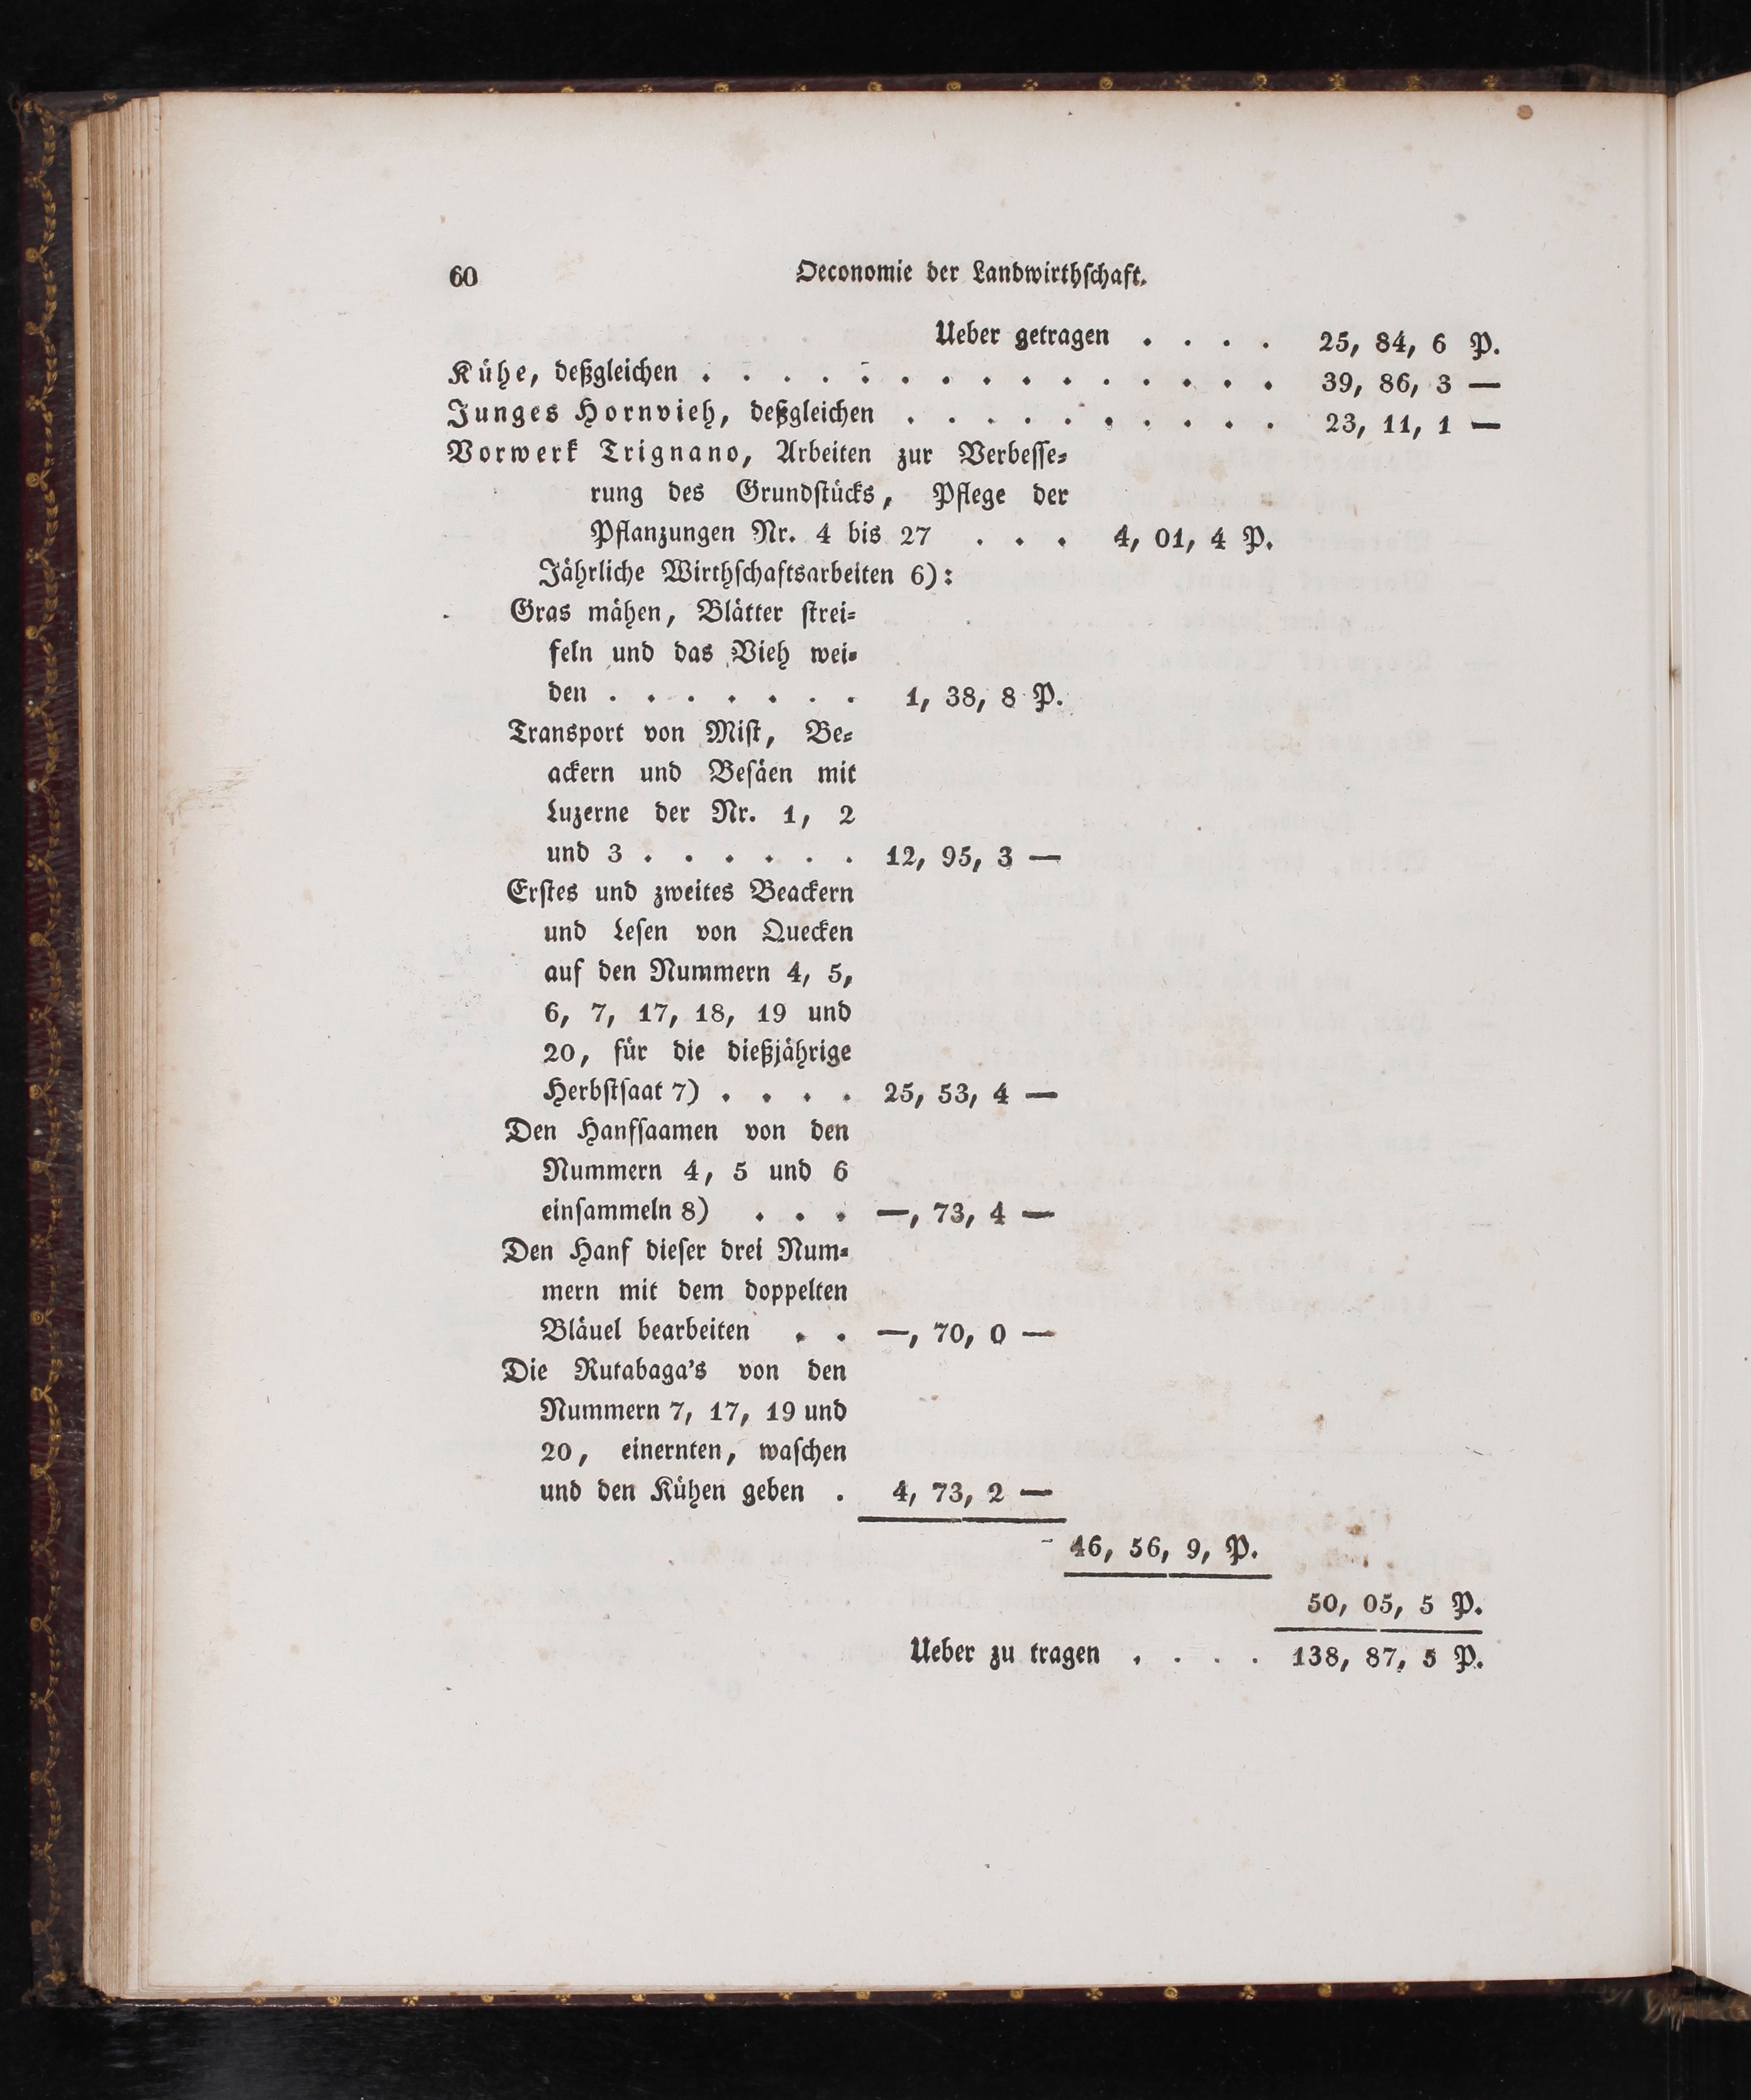 60 Oeconomie der Landwirthschaft.
Ueber getragen . . . . 25, 84, 6 P.
Kühe, deßgleichen . . . . . . . . . . . . . . . 39, 86, 3 —
Junges Hornvieh, deßgleichen . . . . . . . . . . 23, 11, 1 —
Vorwerk Trignano, Arbeiten zur Verbesse-
rung des Grundstücks, Pflege der
Pflanzungen Nr. 4 bis 27 . . . 4, 01, 4 P.
Jährliche Wirthschaftsarbeiten 6):
Gras mähen, Blätter strei-
feln und das Vieh wei-
den . . . . . . . 1, 38, 8 P.
Transport von Mist, Be-
ackern und Besäen mit
Luzerne der Nr. 1, 2
und 3 . . . . . . 12, 95, 3 —
Erstes und zweites Beackern
und Lesen von Quecken
auf den Nummern 4, 5,
6, 7, 17, 18, 19 und
20, für die dießjährige
Herbstsaat 7) . . . . 25, 53, 4 —
Den Hanfsaamen von den
Nummern 4, 5 und 6
einsammeln 8) . . . —, 73, 4 —
Den Hanf dieser drei Num-
mern mit dem doppelten
Bläuel bearbeiten . . —, 70, 0 —
Die Rutabaga's von den
Nummern 7, 17, 19 und
20, einernten, waschen
und den Kühen geben . 4, 73, 2 —
46, 56, 9, P.
50, 05, 5 P.
Ueber zu tragen . . . . 138, 87, 5 P.